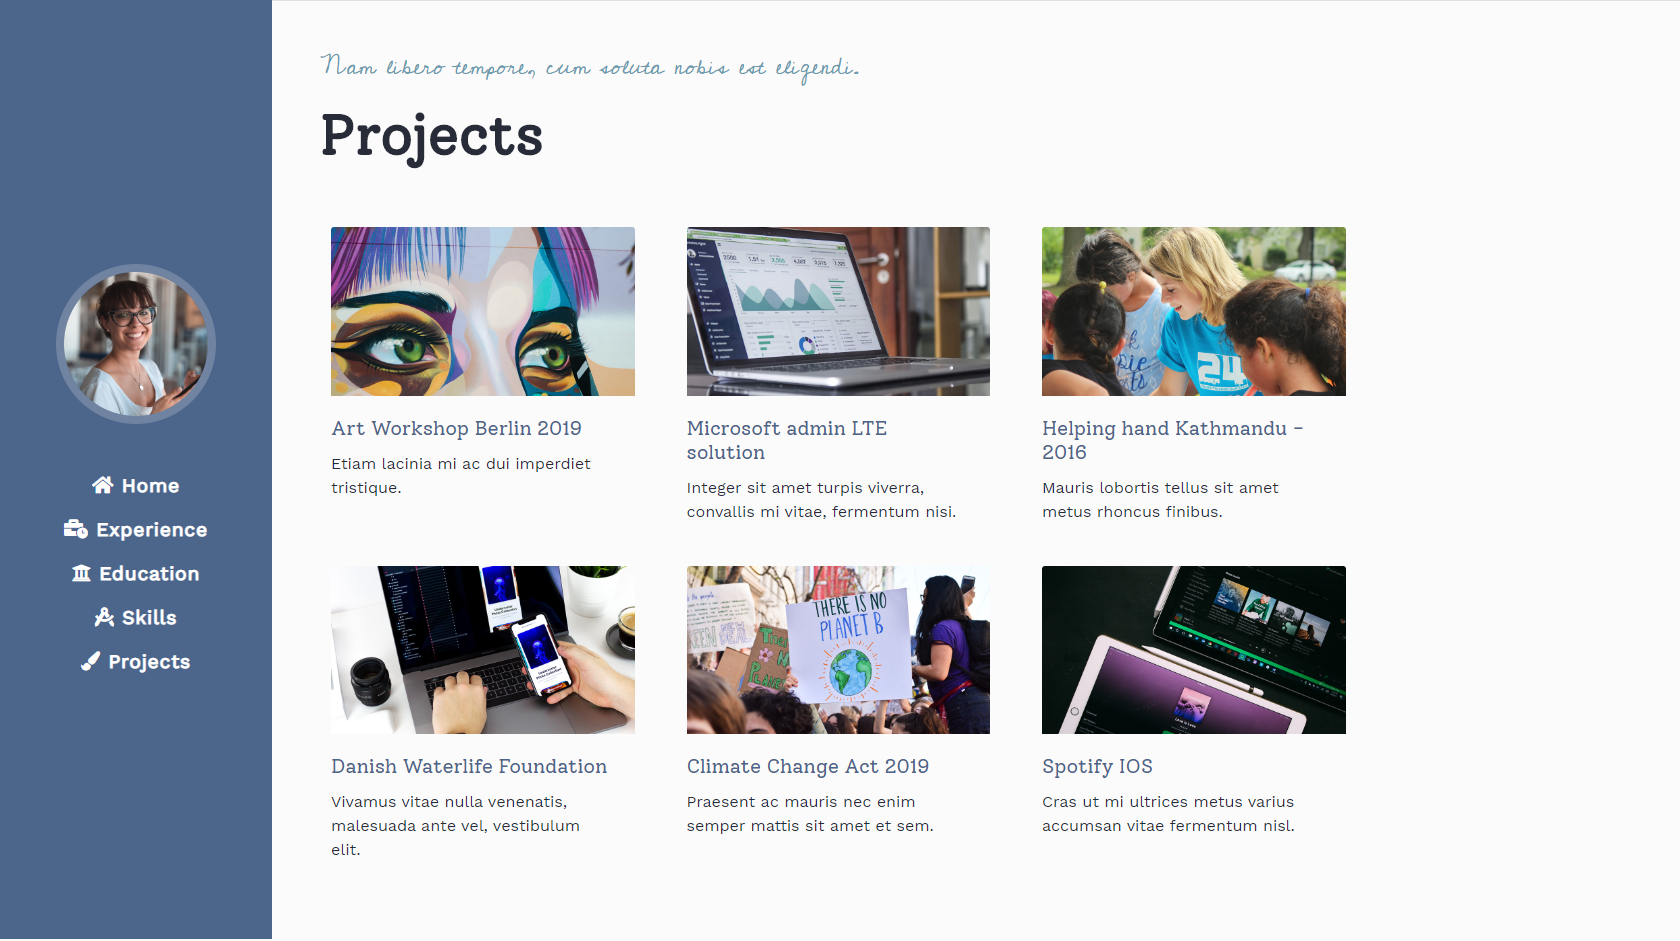 Nam libero tempore, cum soluta nobis est eligendi.
Projects
Home
Experience
Education
Skills
Projects
24
Art Workshop Berlin 2019
Etiam lacinia mi ac dui imperdiet
tristique.
Microsoft admin LTE
solution
Integer sit amet turpis viverra,
convallis mi vitae, fermentum nisi.
Helping hand Kathmandu –
2016
Mauris lobortis tellus sit amet
metus rhoncus finibus.
THERE IS NO
PLANET B
Danish Waterlife Foundation
Vivamus vitae nulla venenatis,
malesuada ante vel, vestibulum
elit.
Climate Change Act 2019
Praesent ac mauris nec enim
semper mattis sit amet et sem.
Spotify IOS
Cras ut mi ultrices metus varius
accumsan vitae fermentum nisl.